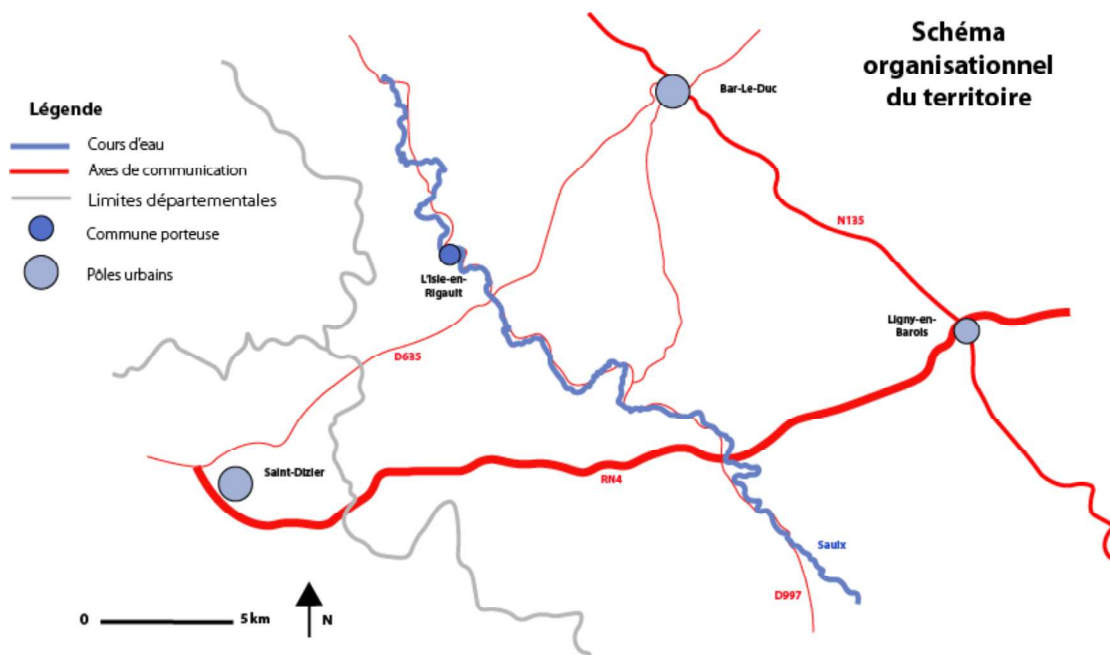 Schéma
organisationnel
du territoire
Légende
Cours d'eau
Axes de communication
Limites départementales
Commune porteuse
Pôles urbains
Bar-Le-Duc
N135
L'Isle-en-
Rigault
Ligny-en-
Barois
D635
Saint-Dizier
RN4
Saulx
D997
0 5 km
N